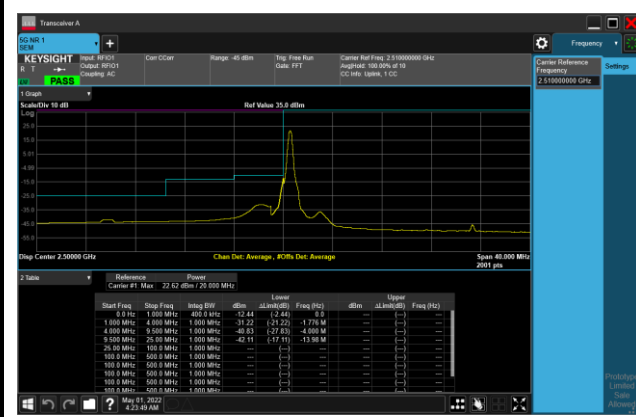 Transceiver A
5G NR 1
SEM
Frequency
KEYSIGHT
R T
PASS
Input: RFIO1
Output: RFIO1
Coupling: AC
Corr CCorr
Range: -45 dBm
Trig: Free Run
Gate: FFT
Carrier Ref Freq: 2.510000000 GHz
Avg|Hold: 100.00% of 10
CC Info: Uplink, 1 CC
Carrier Reference
Frequency
2.510000000 GHz
Settings
1 Graph
Scale/Div 10 dB
Ref Value 35.0 dBm
Log
25.0
15.0
5.00
-15.0
-25.0
-35.0
-45.0
-55.0
Disp Center 2.50000 GHz
Chan Det: Average, #Offs Det: Average
Span 40.000 MHz
2001 pts
2 Table
Reference Power
Carrier #1 Max 22.62 dBm / 20.000 MHz
Lower Upper
Start Freq Stop Freq Integ BW dBm ΔLimit(dB) Freq (Hz) dBm ΔLimit(dB) Freq (Hz)
0.0 Hz 1.000 MHz 400.0 kHz -12.44 (-2.44) 0.0 --- (---) ---
1.000 MHz 4.000 MHz 1.000 MHz -31.22 (-21.22) -1.776 M --- (---) ---
4.000 MHz 9.500 MHz 1.000 MHz -40.83 (-27.83) -4.000 M --- (---) ---
9.500 MHz 25.00 MHz 1.000 MHz -42.11 (-17.11) -13.98 M --- (---) ---
25.00 MHz 100.0 MHz 1.000 MHz --- (---) --- --- (---) ---
100.0 MHz 500.0 MHz 1.000 MHz --- (---) --- --- (---) ---
100.0 MHz 500.0 MHz 1.000 MHz --- (---) --- --- (---) ---
100.0 MHz 500.0 MHz 1.000 MHz --- (---) --- --- (---) ---
100.0 MHz 500.0 MHz 1.000 MHz --- (---) --- --- (---) ---
May 01, 2022
4:23:49 AM
Prototype
Limited
Sale
Allowed